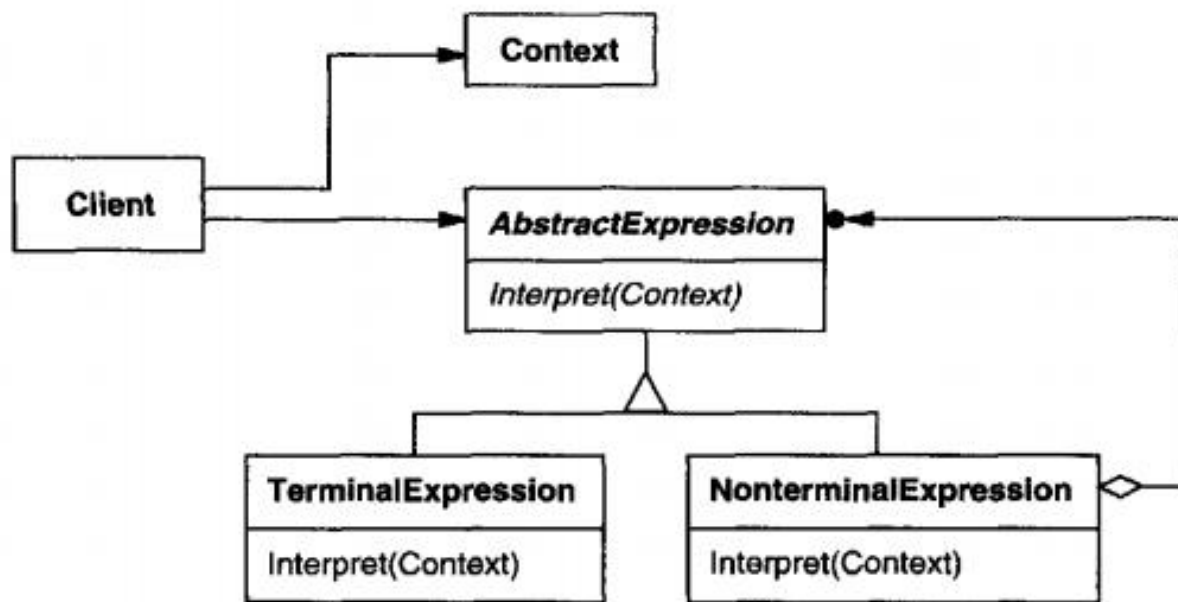 Context
Client
AbstractExpression
Interpret(Context)
TerminalExpression
Interpret(Context)
NonterminalExpression
Interpret(Context)